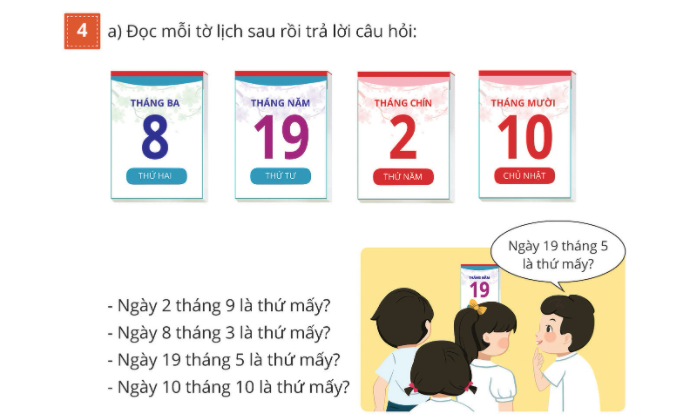 4 a) Đọc mỗi tờ lịch sau rồi trả lời câu hỏi:
THÁNG BA
8
THỨ HAI
THÁNG NĂM
19
THỨ TƯ
THÁNG CHÍN
2
THỨ NĂM
THÁNG MƯỜI
10
CHỦ NHẬT
Ngày 19 tháng 5
là thứ mấy?
THÁNG NĂM
19
- Ngày 2 tháng 9 là thứ mấy?
- Ngày 8 tháng 3 là thứ mấy?
- Ngày 19 tháng 5 là thứ mấy?
- Ngày 10 tháng 10 là thứ mấy?